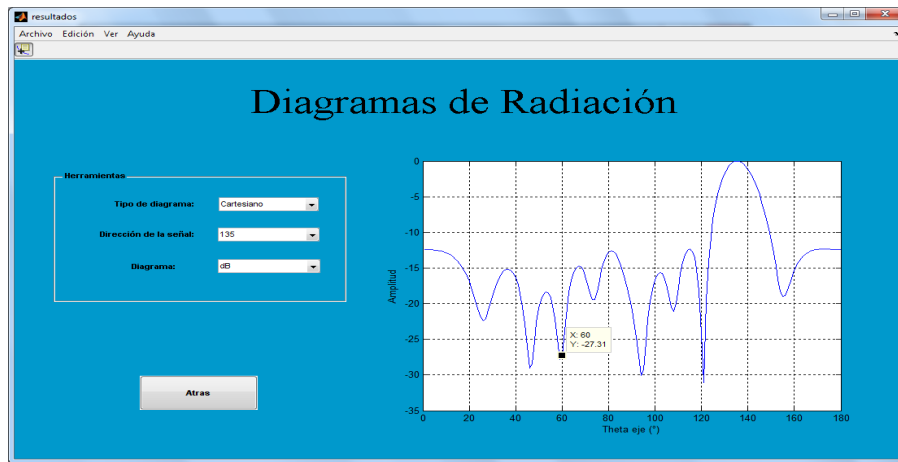 resultados
Archivo Edición Ver Ayuda
Diagramas de Radiación
Herramientas
Tipo de diagrama: Cartesiano
Dirección de la señal: 135
Diagrama: dB
Atras
0
-5
-10
-15
-20
-25
-30
-35
Amplitud
X: 60
Y: -27.31
0 20 40 60 80 100 120 140 160 180
Theta eje (°)